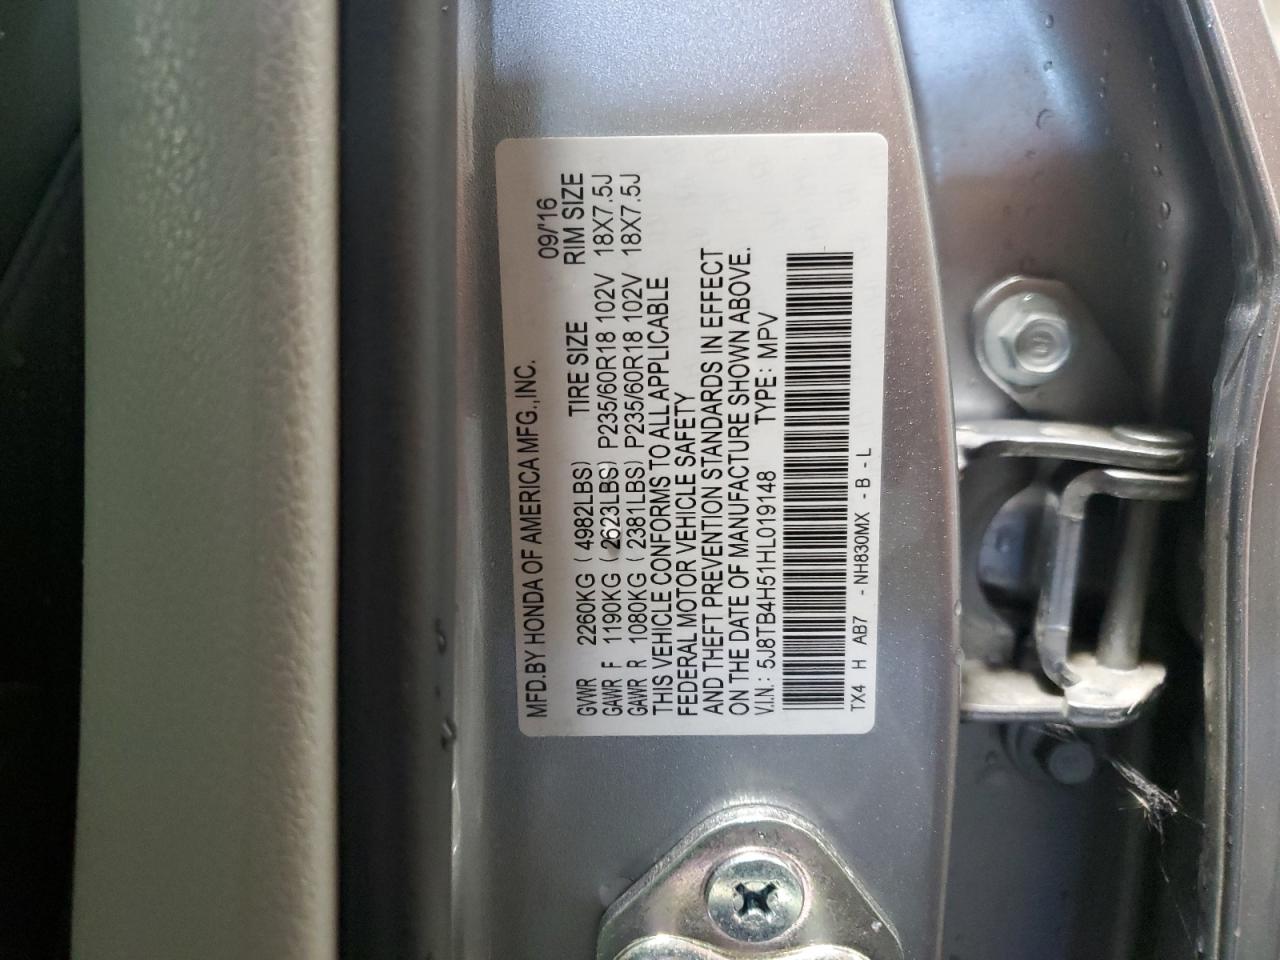 MFD.BY HONDA OF AMERICA MFG.,INC. 09/'16
TIRE SIZE RIM SIZE
GVWR 2260KG ( 4982LBS)
GAWR F 1190KG ( 2623LBS) P235/60R18 102V 18X7.5J
GAWR R 1080KG ( 2381LBS) P235/60R18 102V 18X7.5J
THIS VEHICLE CONFORMS TO ALL APPLICABLE
FEDERAL MOTOR VEHICLE SAFETY
AND THEFT PREVENTION STANDARDS IN EFFECT
ON THE DATE OF MANUFACTURE SHOWN ABOVE.
V.I.N.: 5J8TB4H51HL019148 TYPE: MPV
TX4 H AB7 -NH830MX -B-L